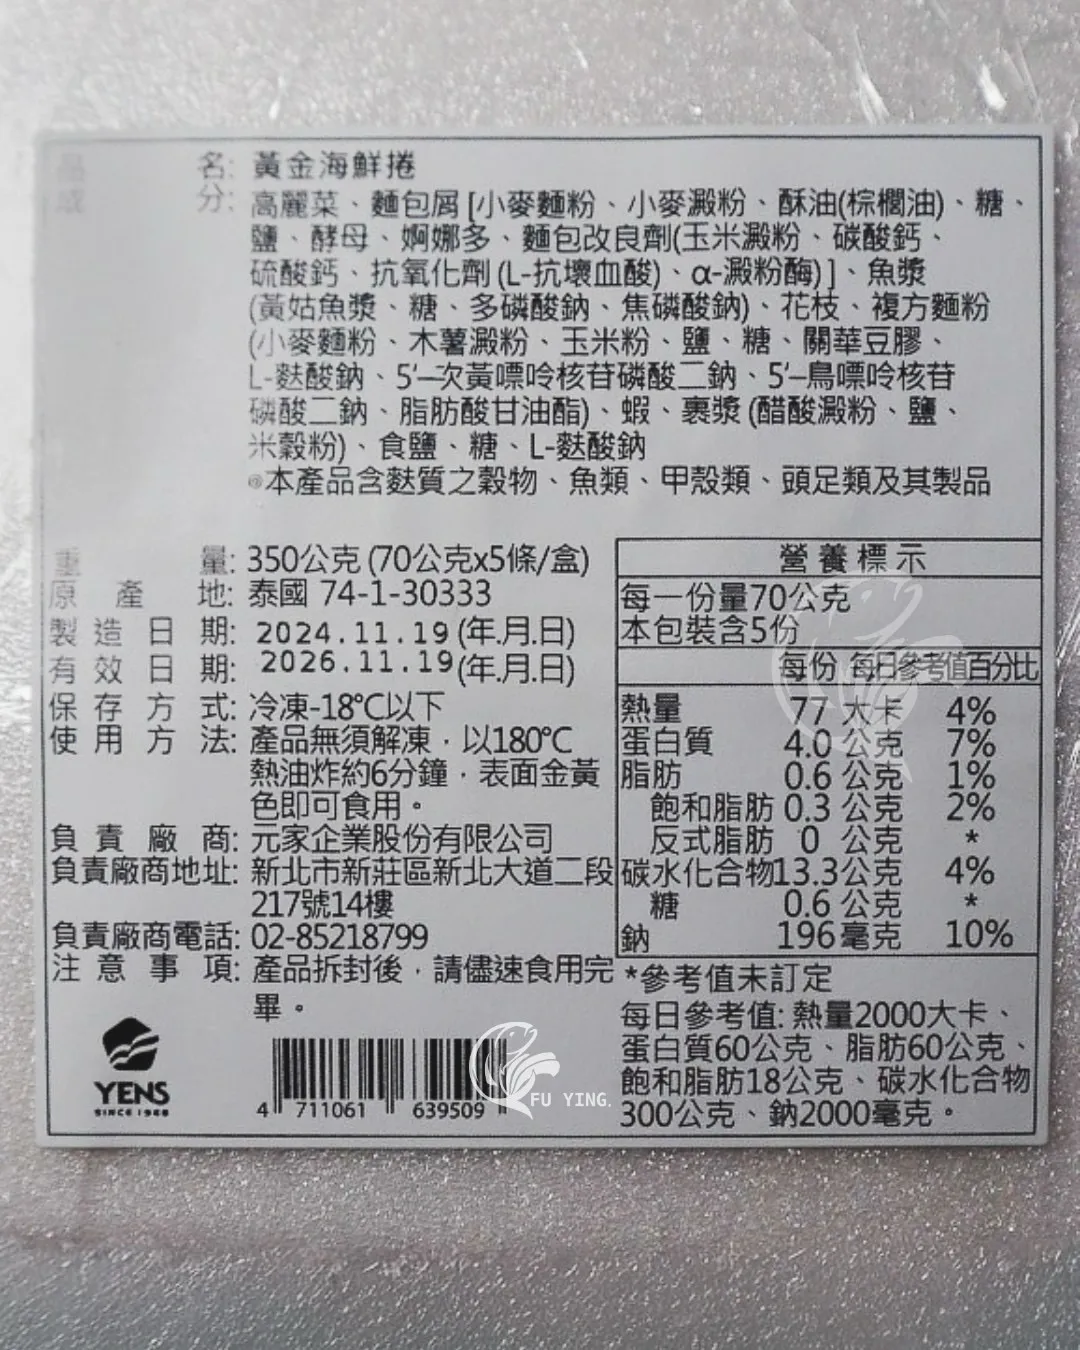 品名: 黃金海鮮捲
成分: 高麗菜、麵包屑 [小麥麵粉、小麥澱粉、酥油(棕櫚油)、糖、
鹽、酵母、婀娜多、麵包改良劑(玉米澱粉、碳酸鈣、
硫酸鈣、抗氧化劑 (L-抗壞血酸)、α-澱粉酶) ]、魚漿
(黃姑魚漿、糖、多磷酸鈉、焦磷酸鈉)、花枝、複方麵粉
(小麥麵粉、木薯澱粉、玉米粉、鹽、糖、關華豆膠、
L-麩酸鈉、5'–次黃嘌呤核苷磷酸二鈉、5'–鳥嘌呤核苷
磷酸二鈉、脂肪酸甘油酯)、蝦、裹漿 (醋酸澱粉、鹽、
米穀粉)、食鹽、糖、L-麩酸鈉
◎本產品含麩質之穀物、魚類、甲殼類、頭足類及其製品
重量: 350公克 (70公克x5條/盒)
原產地: 泰國 74-1-30333
製造日期: 2024.11.19 (年.月.日)
有效日期: 2026.11.19 (年.月.日)
保存方式: 冷凍-18°C以下
使用方法: 產品無須解凍，以180°C
熱油炸約6分鐘，表面金黃
色即可食用。
負責廠商: 元家企業股份有限公司
負責廠商地址: 新北市新莊區新北大道二段
217號14樓
負責廠商電話: 02-85218799
注意事項: 產品拆封後，請儘速食用完
畢。
營養標示
每一份量70公克
本包裝含5份
每份 每日參考值百分比
熱量 77 大卡 4%
蛋白質 4.0 公克 7%
脂肪 0.6 公克 1%
飽和脂肪 0.3 公克 2%
反式脂肪 0 公克 *
碳水化合物 13.3公克 4%
糖 0.6 公克 *
鈉 196 毫克 10%
*參考值未訂定
每日參考值: 熱量2000大卡、
蛋白質60公克、脂肪60公克、
飽和脂肪18公克、碳水化合物
300公克、鈉2000毫克。
YENS
SINCE 1988
4 711061 639509
FU YING.